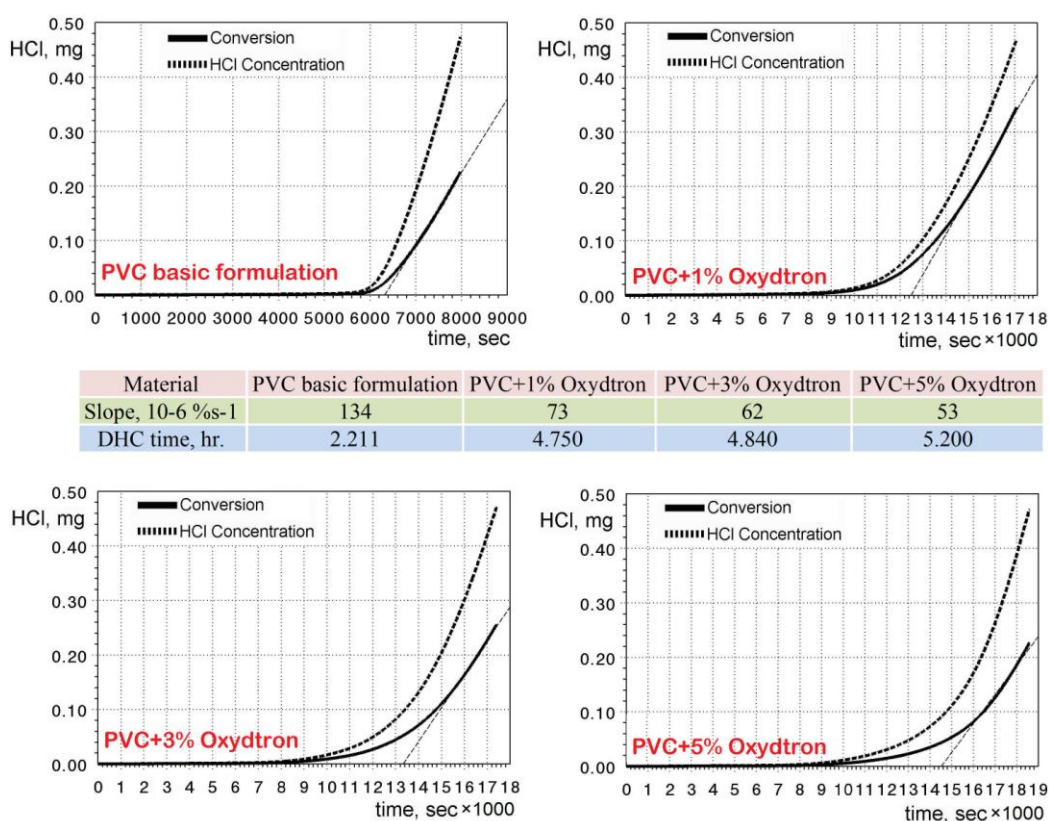 0.50
HCl, mg
0.40
0.30
0.20
0.10
0.00
Conversion
HCl Concentration
PVC basic formulation
0 1000 2000 3000 4000 5000 6000 7000 8000 9000
time, sec
0.50
HCl, mg
0.40
0.30
0.20
0.10
0.00
Conversion
HCl Concentration
PVC+1% Oxydtron
0 1 2 3 4 5 6 7 8 9 10 11 12 13 14 15 16 17 18
time, sec ×1000
Material PVC basic formulation PVC+1% Oxydtron PVC+3% Oxydtron PVC+5% Oxydtron
Slope, 10-6 %s-1 134 73 62 53
DHC time, hr. 2.211 4.750 4.840 5.200
0.50
HCl, mg
0.40
0.30
0.20
0.10
0.00
Conversion
HCl Concentration
PVC+3% Oxydtron
0 1 2 3 4 5 6 7 8 9 10 11 12 13 14 15 16 17 18
time, sec ×1000
0.50
HCl, mg
0.40
0.30
0.20
0.10
0.00
Conversion
HCl Concentration
PVC+5% Oxydtron
0 1 2 3 4 5 6 7 8 9 10 11 12 13 14 15 16 17 18 19
time, sec ×1000